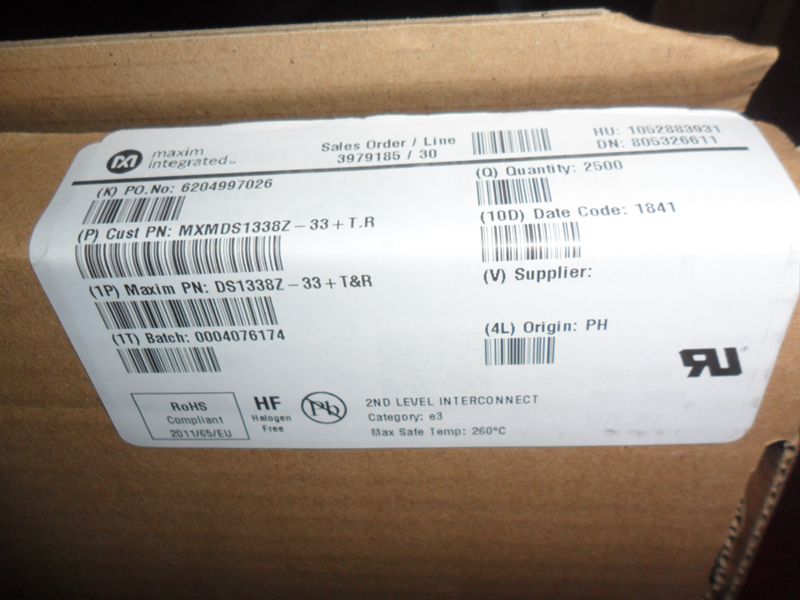 maxim
integrated™
Sales Order / Line
3979185 / 30
HU: 1052883931
DN: 805326611
(K) PO.No: 6204997026
(Q) Quantity: 2500
(P) Cust PN: MXMDS1338Z-33+T.R
(10D) Date Code: 1841
(1P) Maxim PN: DS1338Z-33+T&R
(V) Supplier:
(1T) Batch: 0004076174
(4L) Origin: PH
RoHS
Compliant
2011/65/EU
HF
Halogen
Free
Pb
2ND LEVEL INTERCONNECT
Category: e3
Max Safe Temp: 260°C